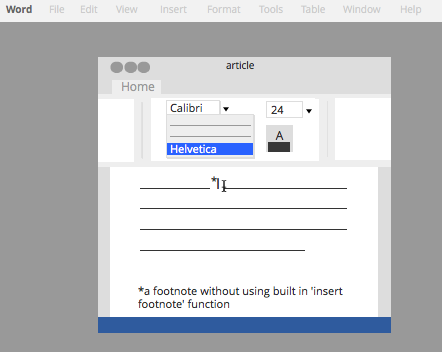 Word File Edit View Insert Format Tools Table Window Help
article
Home
Calibri 24
A
Helvetica
*
*a footnote without using built in 'insert
footnote' function